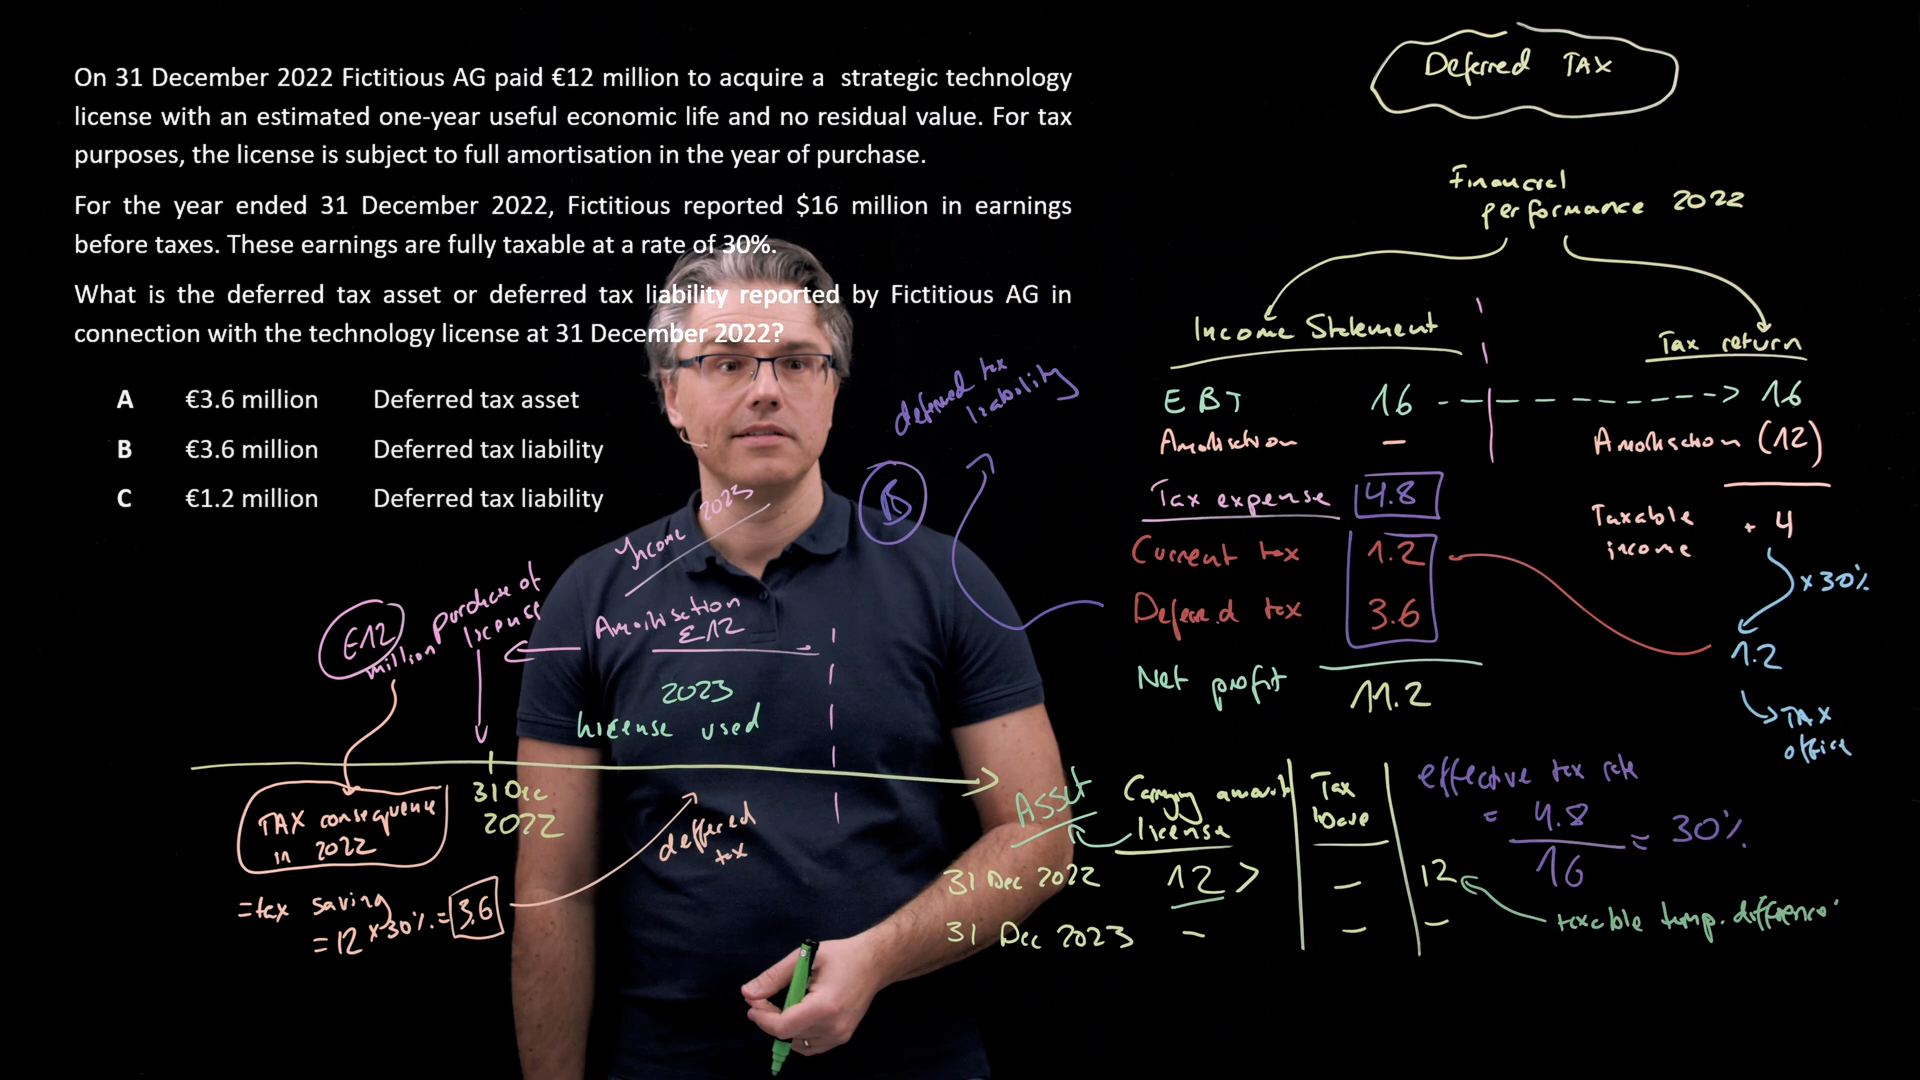 On 31 December 2022 Fictitious AG paid €12 million to acquire a strategic technology
license with an estimated one-year useful economic life and no residual value. For tax
purposes, the license is subject to full amortisation in the year of purchase.
For the year ended 31 December 2022, Fictitious reported $16 million in earnings
before taxes. These earnings are fully taxable at a rate of 30%.
What is the deferred tax asset or deferred tax liability reported by Fictitious AG in
connection with the technology license at 31 December 2022?
A €3.6 million Deferred tax asset
B €3.6 million Deferred tax liability
C €1.2 million Deferred tax liability
Deferred TAX
Financial
performance 2022
Income Statement
Tax return
EBT 16 16
Amortisation – Amortisation (12)
Tax expense 4.8
Taxable
income + 4
Current tax 1.2
x30%
Deferred tax 3.6
1.2
Net profit 11.2
TAX
office
deferred tax
liability
B
Income 2023
Amortisation
€12
€12
million
purchase of
license
2023
license used
31 Dec
2022
TAX consequence
in 2022
=tax saving
= 12 x30% = 3.6
deffered
tax
Asset
Carrying amount
license
Tax
base
31 Dec 2022 12 > – 12
31 Dec 2023 – – –
taxable temp. difference
effective tax rate
= 4.8
16
= 30%